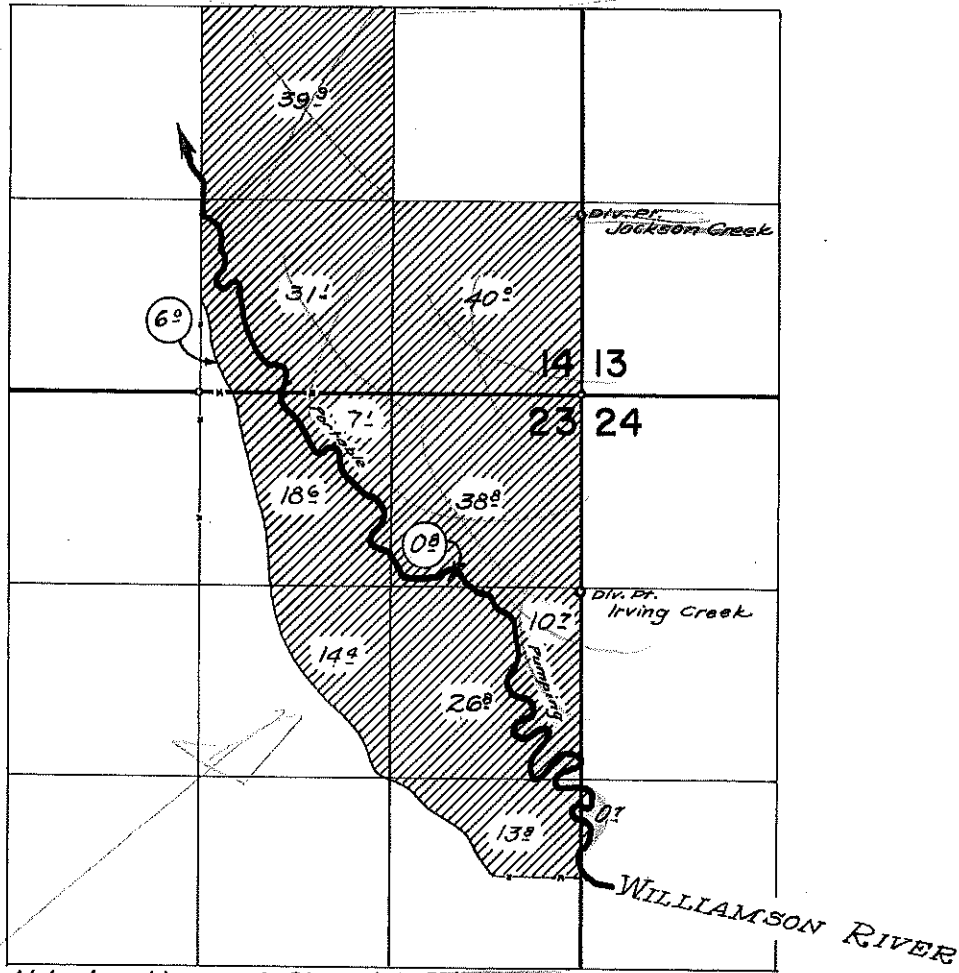 39.9
Div. Pt.
Jackson Creek
31.1
40.0
6.0
14 13
23 24
7.1
Portable
18.6
38.8
0.8
Div. Pt.
Irving Creek
10.7
14.4
Pumping
26.8
0.7
13.8
WILLIAMSON RIVER